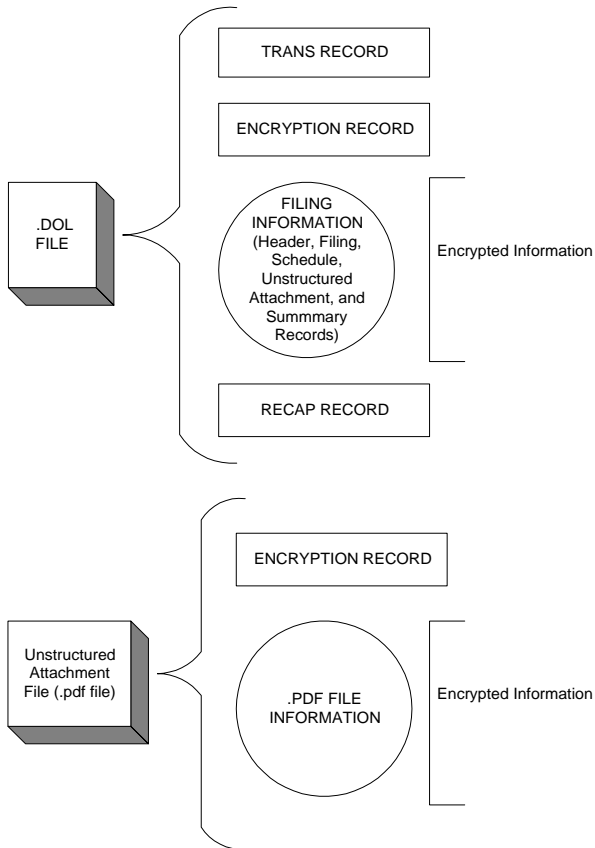 TRANS RECORD
ENCRYPTION RECORD
.DOL
FILE
FILING
INFORMATION
(Header, Filing,
Schedule,
Unstructured
Attachment, and
Summmary
Records)
Encrypted Information
RECAP RECORD
ENCRYPTION RECORD
Unstructured
Attachment
File (.pdf file)
.PDF FILE
INFORMATION
Encrypted Information